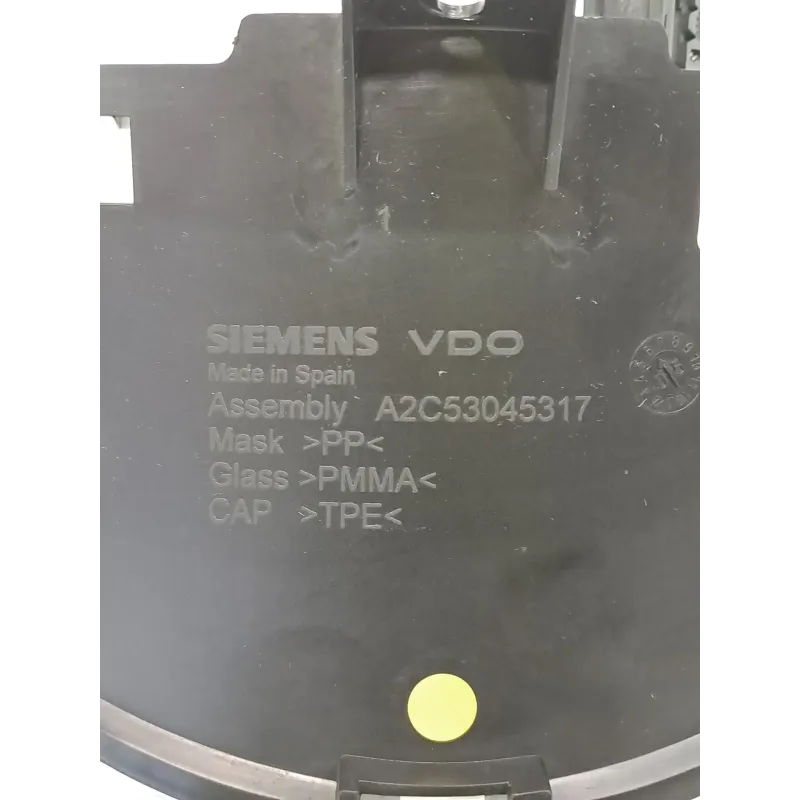 SIEMENS VDO
Made in Spain
Assembly A2C53045317
Mask >PP<
Glass >PMMA<
CAP >TPE<